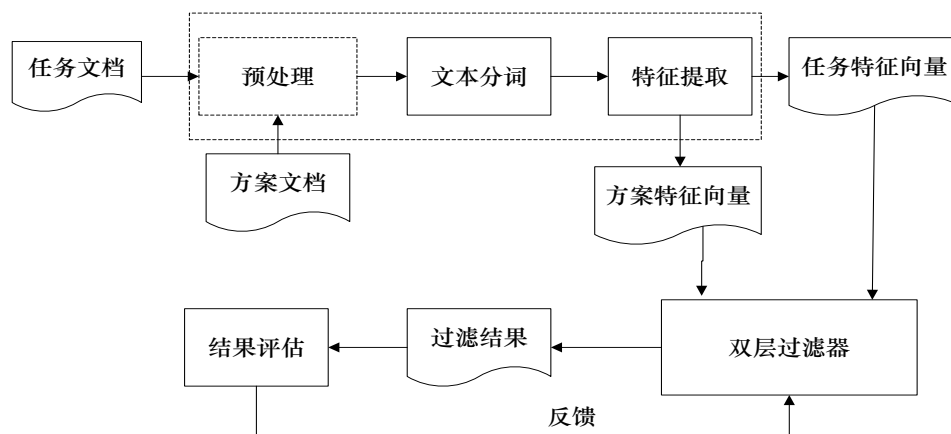 任务文档
预处理
文本分词
特征提取
任务特征向量
方案文档
方案特征向量
结果评估
过滤结果
双层过滤器
反馈